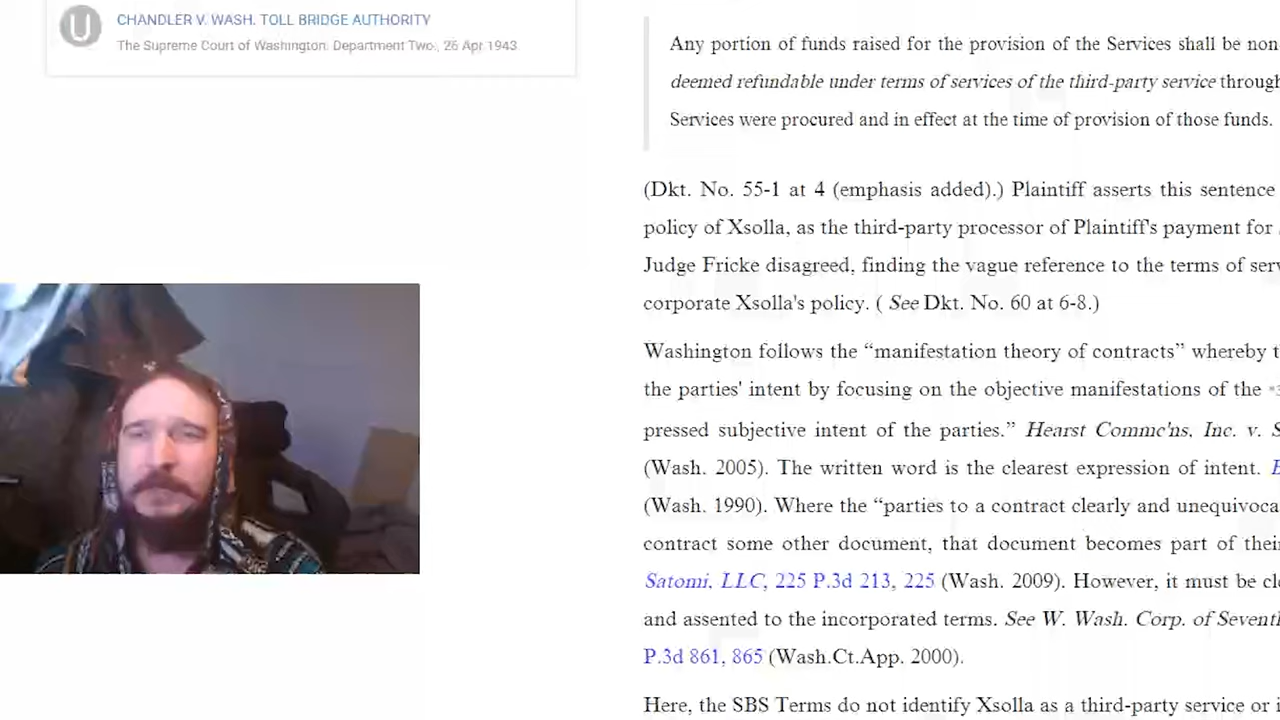 U
CHANDLER V. WASH. TOLL BRIDGE AUTHORITY
The Supreme Court of Washington. Department Two., 26 Apr 1943
Any portion of funds raised for the provision of the Services shall be non
deemed refundable under terms of services of the third-party service through
Services were procured and in effect at the time of provision of those funds.
(Dkt. No. 55-1 at 4 (emphasis added).) Plaintiff asserts this sentence
policy of Xsolla, as the third-party processor of Plaintiff's payment for
Judge Fricke disagreed, finding the vague reference to the terms of serv
corporate Xsolla's policy. ( See Dkt. No. 60 at 6-8.)
Washington follows the “manifestation theory of contracts” whereby t
the parties' intent by focusing on the objective manifestations of the *3
pressed subjective intent of the parties.” Hearst Commc'ns, Inc. v. S
(Wash. 2005). The written word is the clearest expression of intent.
(Wash. 1990). Where the “parties to a contract clearly and unequivoca
contract some other document, that document becomes part of thei
Satomi, LLC, 225 P.3d 213, 225 (Wash. 2009). However, it must be cl
and assented to the incorporated terms. See W. Wash. Corp. of Sevent
P.3d 861, 865 (Wash.Ct.App. 2000).
Here, the SBS Terms do not identify Xsolla as a third-party service or i